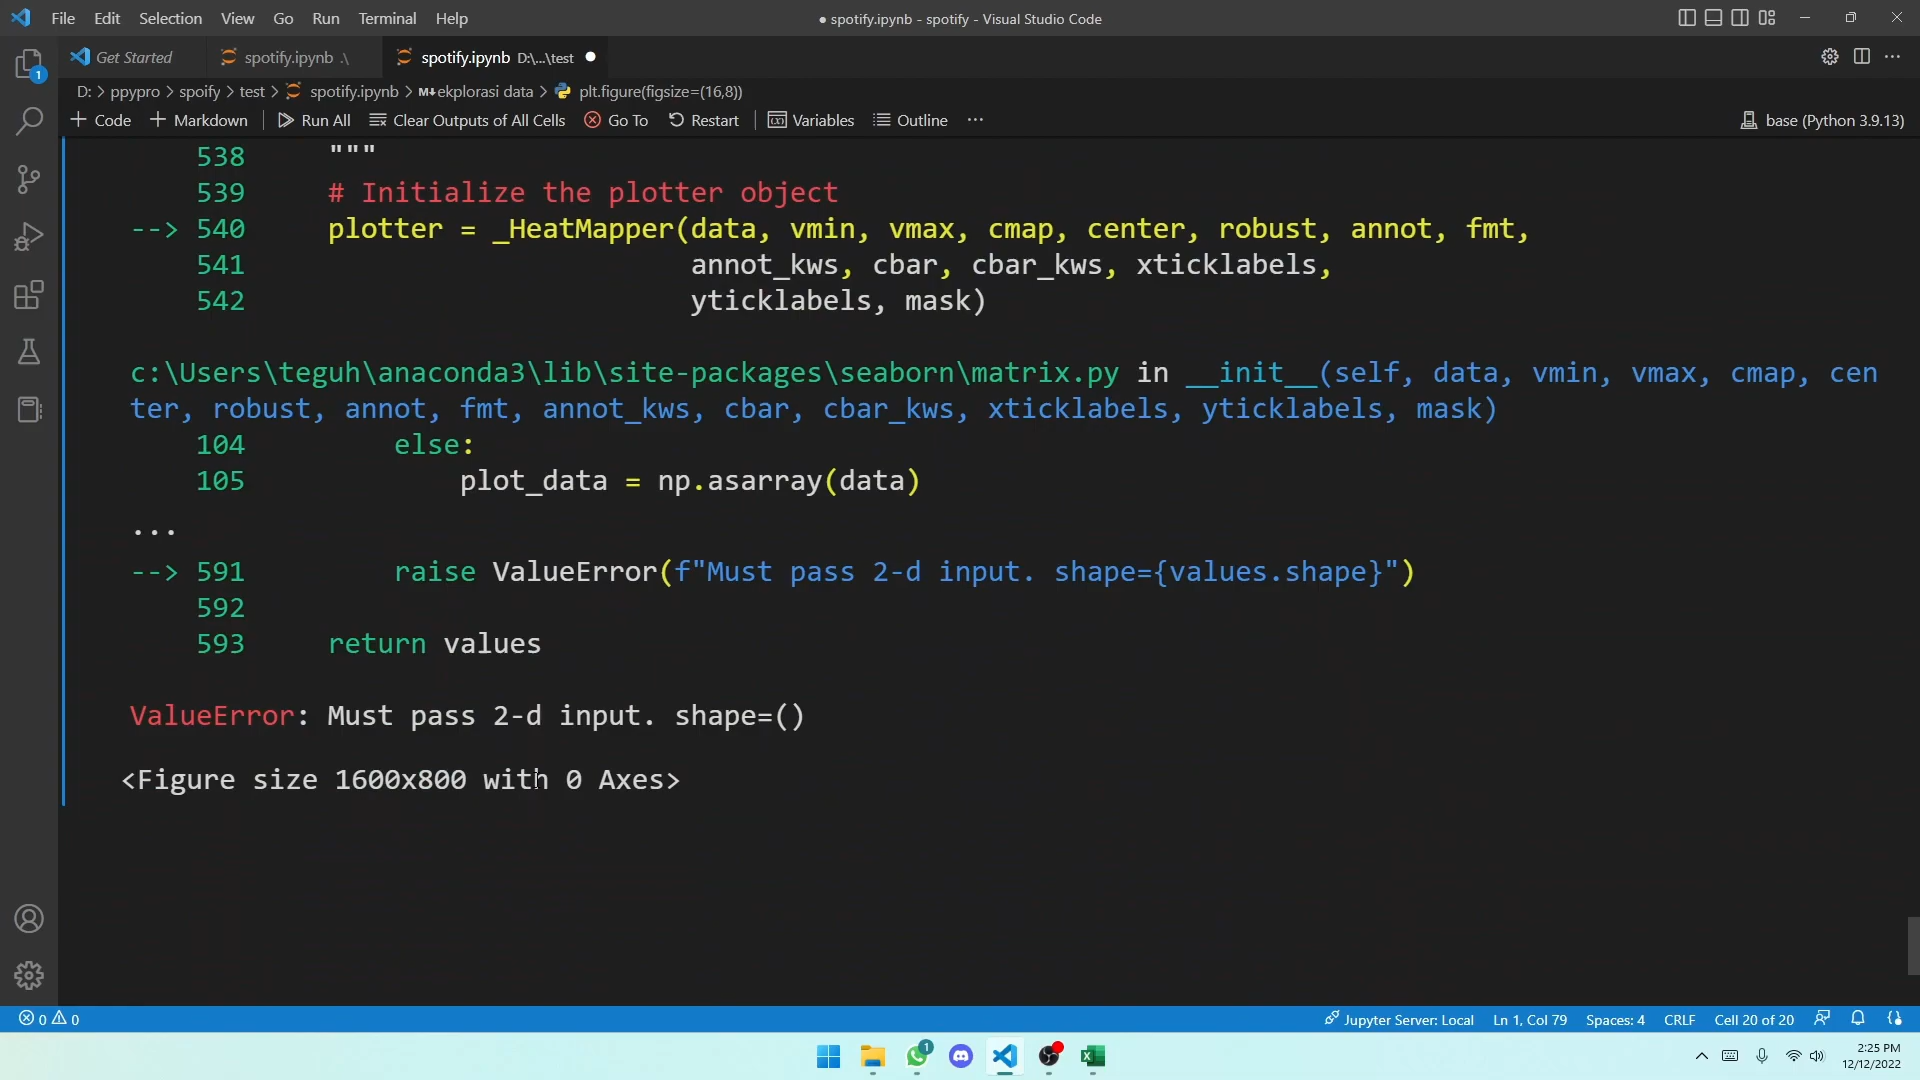 File Edit Selection View Go Run Terminal Help
● spotify.ipynb - spotify - Visual Studio Code
Get Started
spotify.ipynb .\
spotify.ipynb D:\...\test ●
D: > ppypro > spoify > test > spotify.ipynb > M↓ekplorasi data > plt.figure(figsize=(16,8))
+ Code + Markdown Run All Clear Outputs of All Cells Go To Restart Variables Outline ···
base (Python 3.9.13)
1
538 """
539 # Initialize the plotter object
--> 540 plotter = _HeatMapper(data, vmin, vmax, cmap, center, robust, annot, fmt,
541 annot_kws, cbar, cbar_kws, xticklabels,
542 yticklabels, mask)
c:\Users\teguh\anaconda3\lib\site-packages\seaborn\matrix.py in __init__(self, data, vmin, vmax, cmap, cen
ter, robust, annot, fmt, annot_kws, cbar, cbar_kws, xticklabels, yticklabels, mask)
104 else:
105 plot_data = np.asarray(data)
...
--> 591 raise ValueError(f"Must pass 2-d input. shape={values.shape}")
592
593 return values
ValueError: Must pass 2-d input. shape=()
<Figure size 1600x800 with 0 Axes>
0 0
Jupyter Server: Local Ln 1, Col 79 Spaces: 4 CRLF Cell 20 of 20
1
2:25 PM
12/12/2022